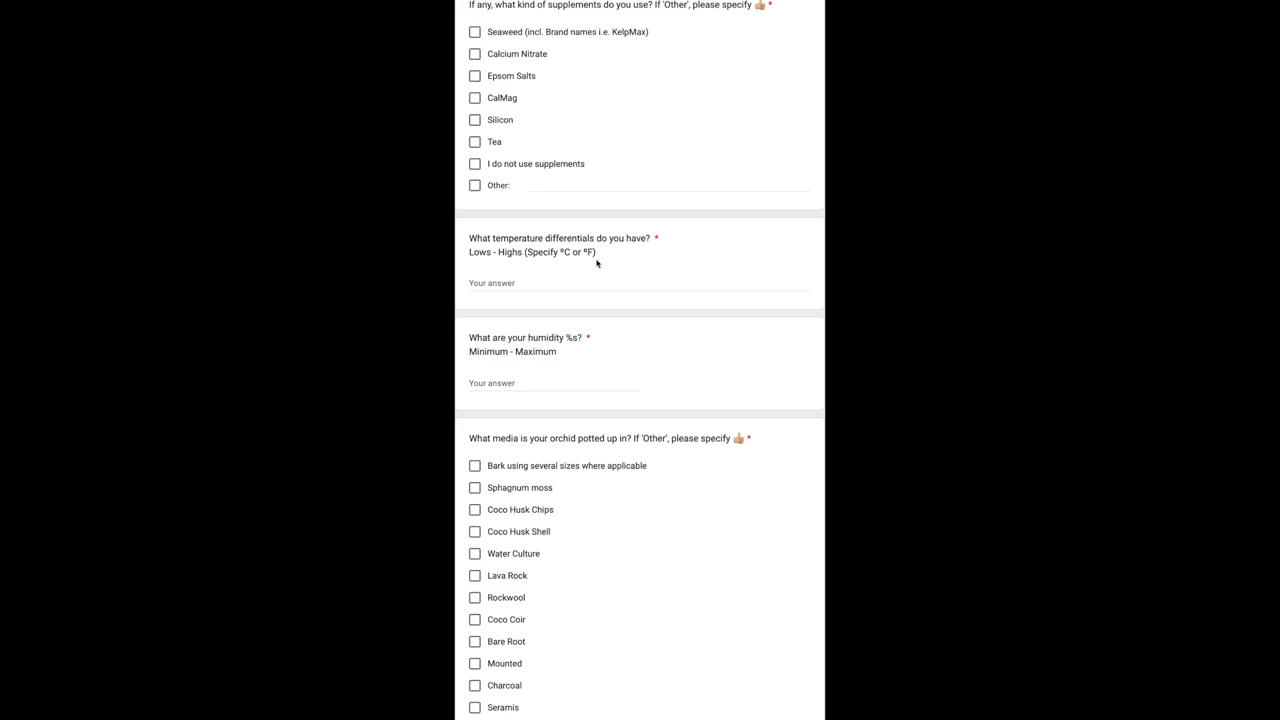 If any, what kind of supplements do you use? If 'Other', please specify 👍🏼 *
Seaweed (incl. Brand names i.e. KelpMax)
Calcium Nitrate
Epsom Salts
CalMag
Silicon
Tea
I do not use supplements
Other:
What temperature differentials do you have? *
Lows - Highs (Specify ºC or ºF)
Your answer
What are your humidity %s? *
Minimum - Maximum
Your answer
What media is your orchid potted up in? If 'Other', please specify 👍🏼 *
Bark using several sizes where applicable
Sphagnum moss
Coco Husk Chips
Coco Husk Shell
Water Culture
Lava Rock
Rockwool
Coco Coir
Bare Root
Mounted
Charcoal
Seramis